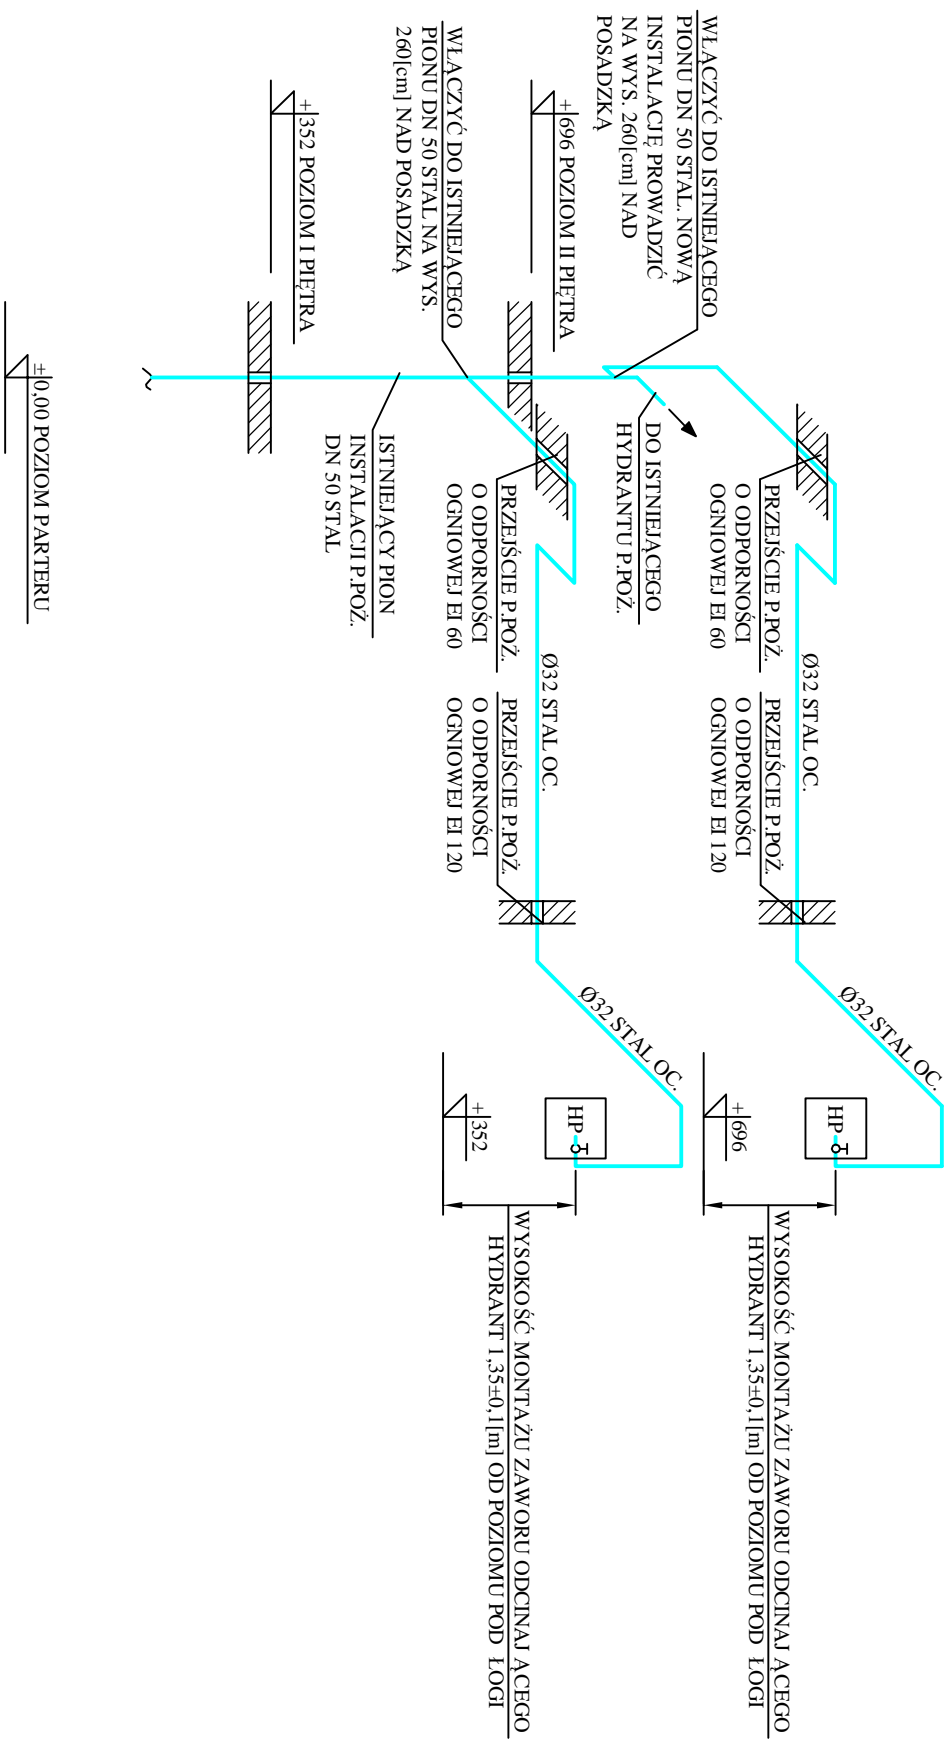 WŁĄCZYĆ DO ISTNIEJĄCEGO
PIONU DN 50 STAL. NOWĄ
INSTALACJĘ PROWADZIĆ
NA WYS. 260[cm] NAD
POSADZKĄ
+696 POZIOM II PIĘTRA
WŁĄCZYĆ DO ISTNIEJĄCEGO
PIONU DN 50 STAL NA WYS.
260[cm] NAD POSADZKĄ
+352 POZIOM I PIĘTRA
±0,00 POZIOM PARTERU
DO ISTNIEJĄCEGO
HYDRANTU P.POŻ.
ISTNIEJĄCY PION
INSTALACJI P.POŻ.
DN 50 STAL
PRZEJŚCIE P.POŻ.
O ODPORNOŚCI
OGNIOWEJ EI 60
Ø32 STAL OC.
PRZEJŚCIE P.POŻ.
O ODPORNOŚCI
OGNIOWEJ EI 120
Ø32 STAL OC.
HP
+696
WYSOKOŚĆ MONTAŻU ZAWORU ODCINAJ ĄCEGO
HYDRANT 1,35±0,1[m] OD POZIOMU POD ŁOGI
PRZEJŚCIE P.POŻ.
O ODPORNOŚCI
OGNIOWEJ EI 60
Ø32 STAL OC.
PRZEJŚCIE P.POŻ.
O ODPORNOŚCI
OGNIOWEJ EI 120
Ø32 STAL OC.
HP
+352
WYSOKOŚĆ MONTAŻU ZAWORU ODCINAJ ĄCEGO
HYDRANT 1,35±0,1[m] OD POZIOMU POD ŁOGI